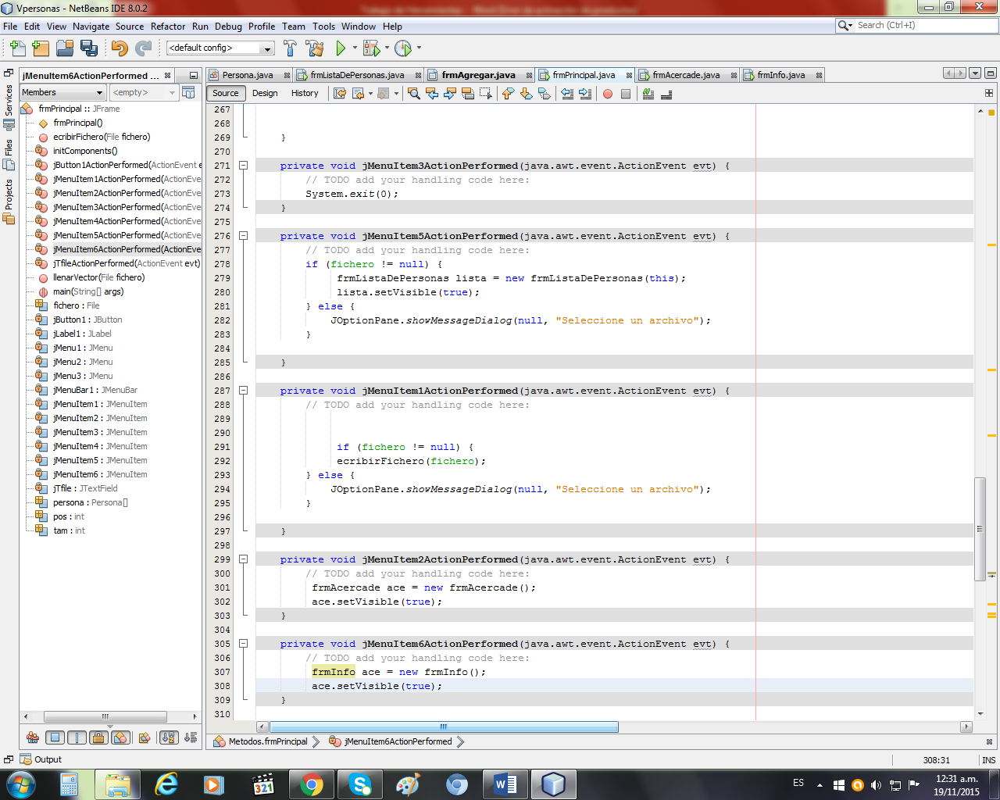 Vpersonas - NetBeans IDE 8.0.2
File Edit View Navigate Source Refactor Run Debug Profile Team Tools Window Help
Search (Ctrl+I)
<default config>
Services
Files
Projects
jMenuItem6ActionPerformed ...
Members
<empty>
frmPrincipal :: JFrame
frmPrincipal()
ecribirFichero(File fichero)
initComponents()
jButton1ActionPerformed(ActionEvent e
jMenuItem1ActionPerformed(ActionEve
jMenuItem2ActionPerformed(ActionEve
jMenuItem3ActionPerformed(ActionEve
jMenuItem4ActionPerformed(ActionEve
jMenuItem5ActionPerformed(ActionEve
jMenuItem6ActionPerformed(ActionEve
jTfileActionPerformed(ActionEvent evt)
llenarVector(File fichero)
main(String[] args)
fichero : File
jButton1 : JButton
jLabel1 : JLabel
jMenu1 : JMenu
jMenu2 : JMenu
jMenu3 : JMenu
jMenuBar1 : JMenuBar
jMenuItem1 : JMenuItem
jMenuItem2 : JMenuItem
jMenuItem3 : JMenuItem
jMenuItem4 : JMenuItem
jMenuItem5 : JMenuItem
jMenuItem6 : JMenuItem
jTfile : JTextField
persona : Persona[]
pos : int
tam : int
Persona.java frmListaDePersonas.java frmAgregar.java frmPrincipal.java frmAcercade.java frmInfo.java
Source Design History
267
268
269 }
270
271 private void jMenuItem3ActionPerformed(java.awt.event.ActionEvent evt) {
272 // TODO add your handling code here:
273 System.exit(0);
274 }
275
276 private void jMenuItem5ActionPerformed(java.awt.event.ActionEvent evt) {
277 // TODO add your handling code here:
278 if (fichero != null) {
279 frmListaDePersonas lista = new frmListaDePersonas(this);
280 lista.setVisible(true);
281 } else {
282 JOptionPane.showMessageDialog(null, "Seleccione un archivo");
283 }
284
285 }
286
287 private void jMenuItem1ActionPerformed(java.awt.event.ActionEvent evt) {
288 // TODO add your handling code here:
289
290
291 if (fichero != null) {
292 ecribirFichero(fichero);
293 } else {
294 JOptionPane.showMessageDialog(null, "Seleccione un archivo");
295 }
296
297 }
298
299 private void jMenuItem2ActionPerformed(java.awt.event.ActionEvent evt) {
300 // TODO add your handling code here:
301 frmAcercade ace = new frmAcercade();
302 ace.setVisible(true);
303 }
304
305 private void jMenuItem6ActionPerformed(java.awt.event.ActionEvent evt) {
306 // TODO add your handling code here:
307 frmInfo ace = new frmInfo();
308 ace.setVisible(true);
309 }
310
Metodos.frmPrincipal jMenuItem6ActionPerformed
Output
308:31 INS
321
ES
12:31 a.m.
19/11/2015